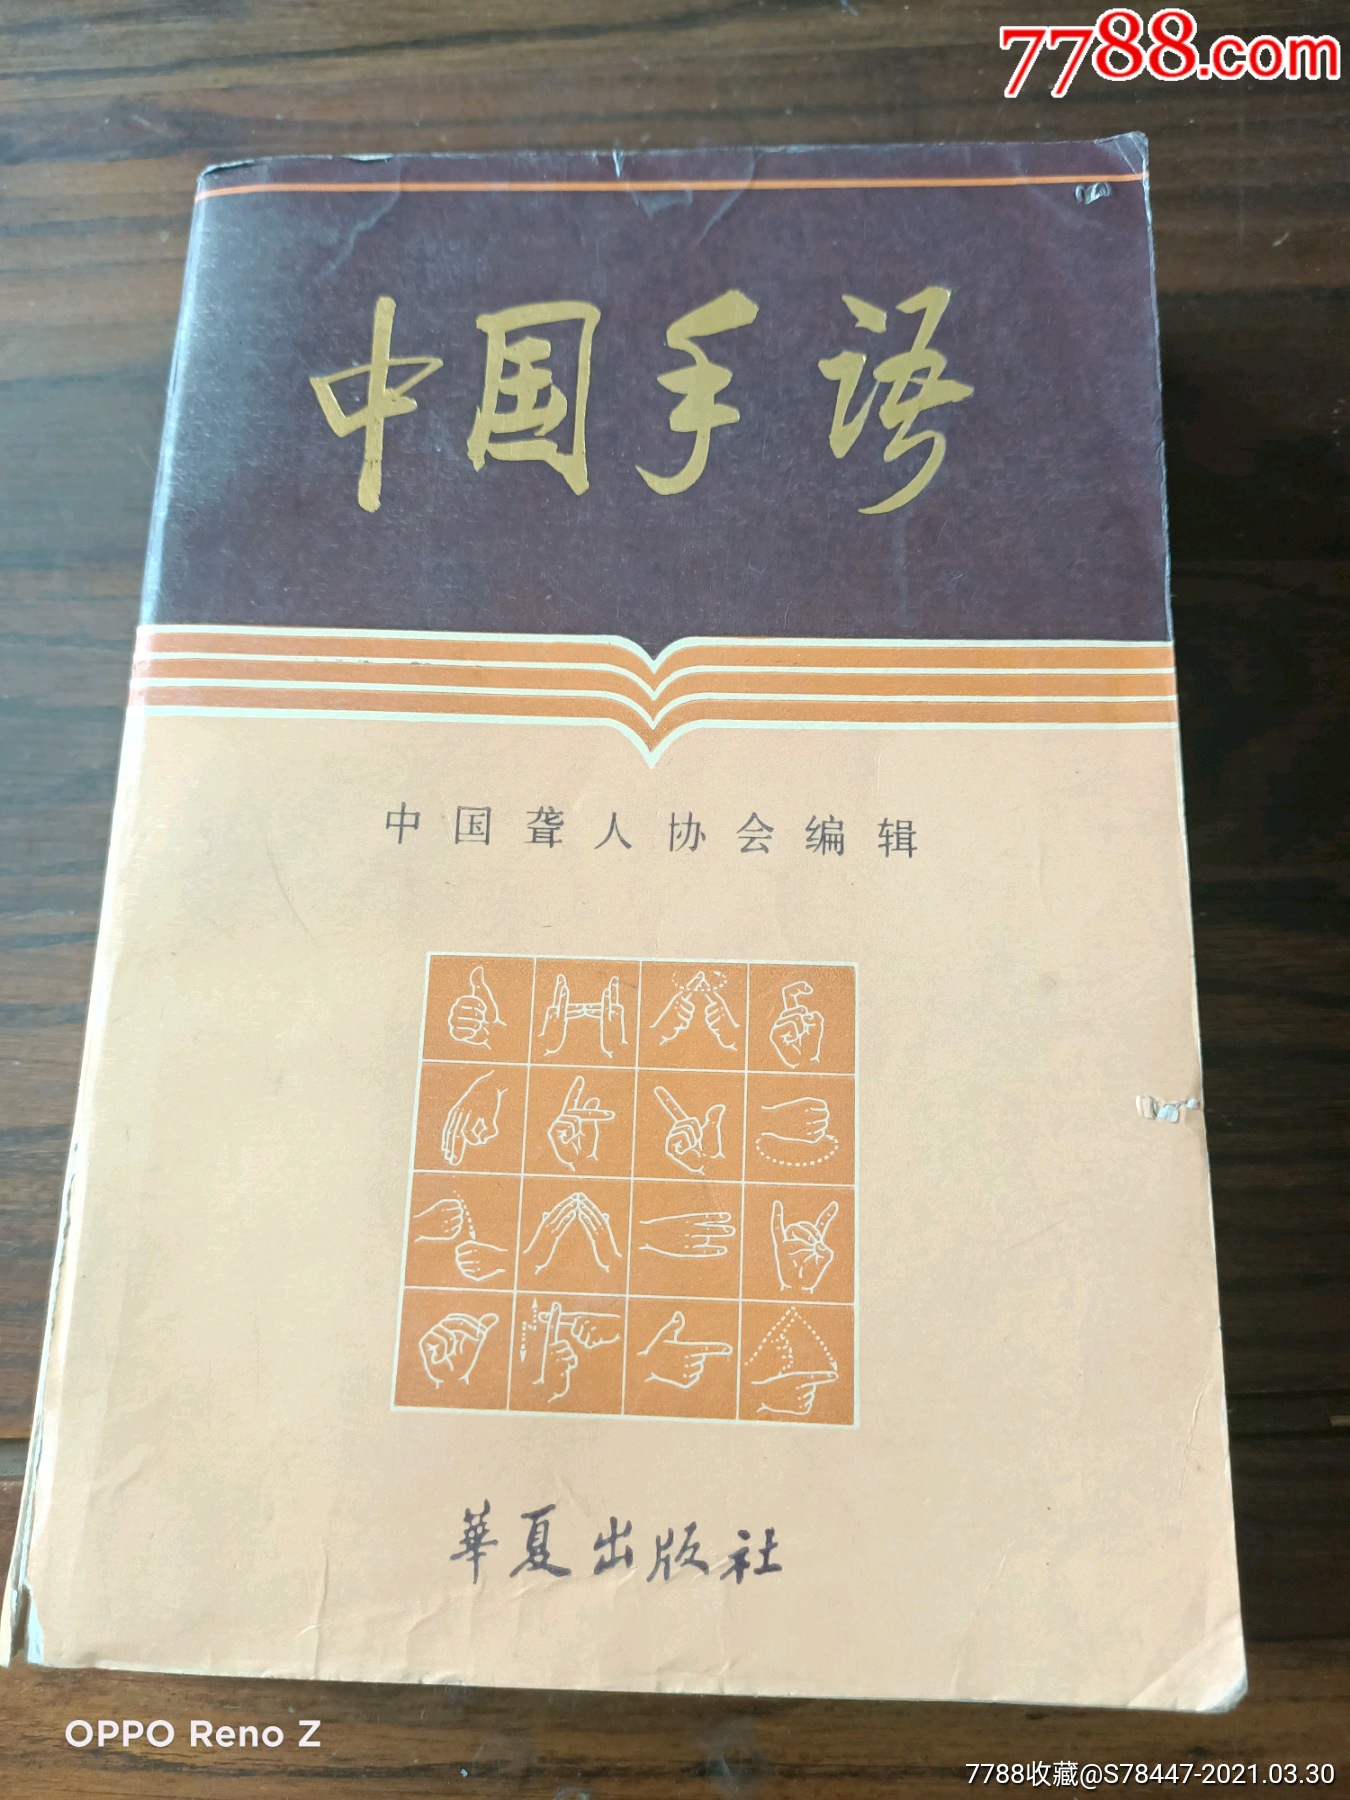 7788.com
中国手语
中国聋人协会编辑
華夏出版社
OPPO Reno Z
7788收藏@S78447-2021.03.30